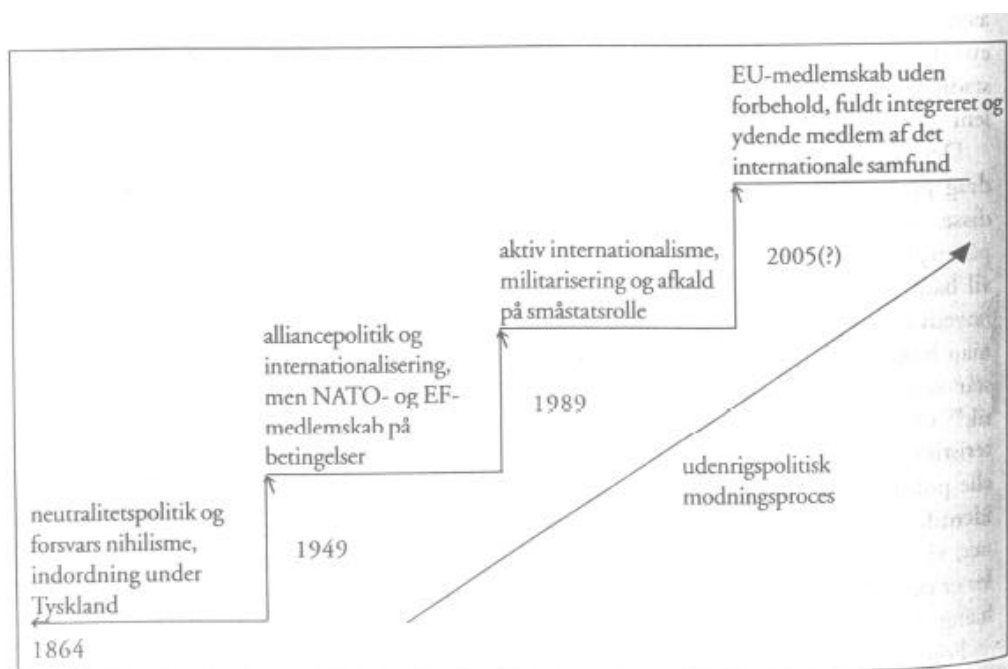 neutralitetspolitik og
forsvars nihilisme,
indordning under
Tyskland
1864
alliancepolitik og
internationalisering,
men NATO- og EF-
medlemskab på
betingelser
1949
aktiv internationalisme,
militarisering og afkald
på småstatsrolle
1989
EU-medlemskab uden
forbehold, fuldt integreret og
ydende medlem af det
internationale samfund
2005(?)
udenrigspolitisk
modningsproces